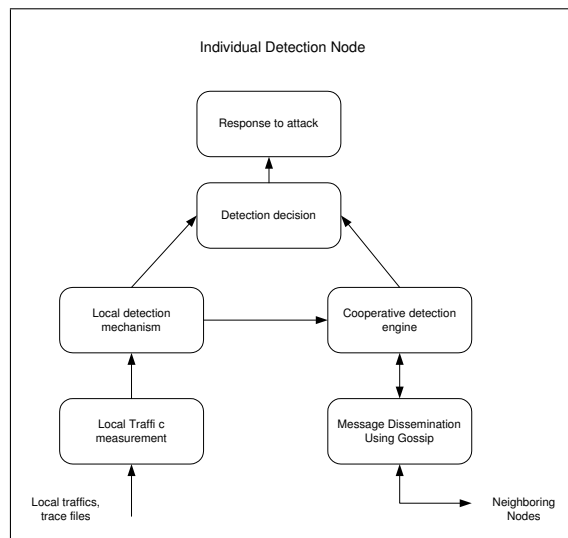 Individual Detection Node
Response to attack
Detection decision
Local detection
mechanism
Cooperative detection
engine
Local Traffi c
measurement
Message Dissemination
Using Gossip
Local traffics,
trace files
Neighboring
Nodes